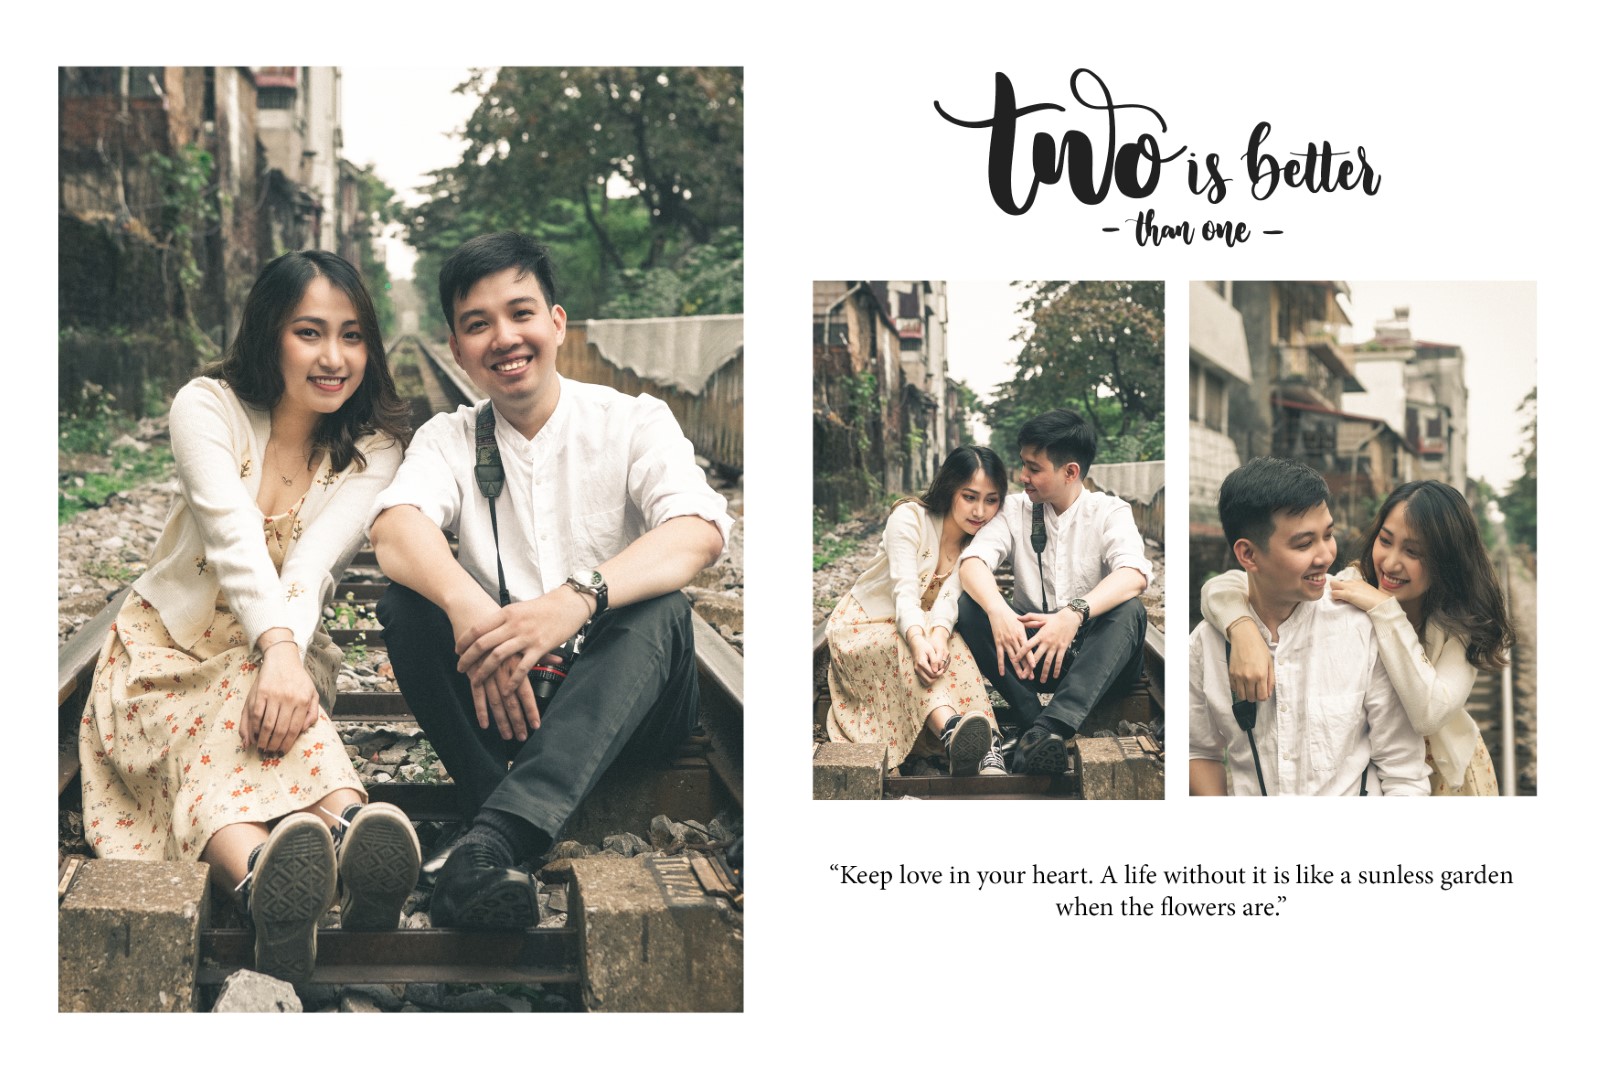 two is better
- than one -
“Keep love in your heart. A life without it is like a sunless garden
when the flowers are.”